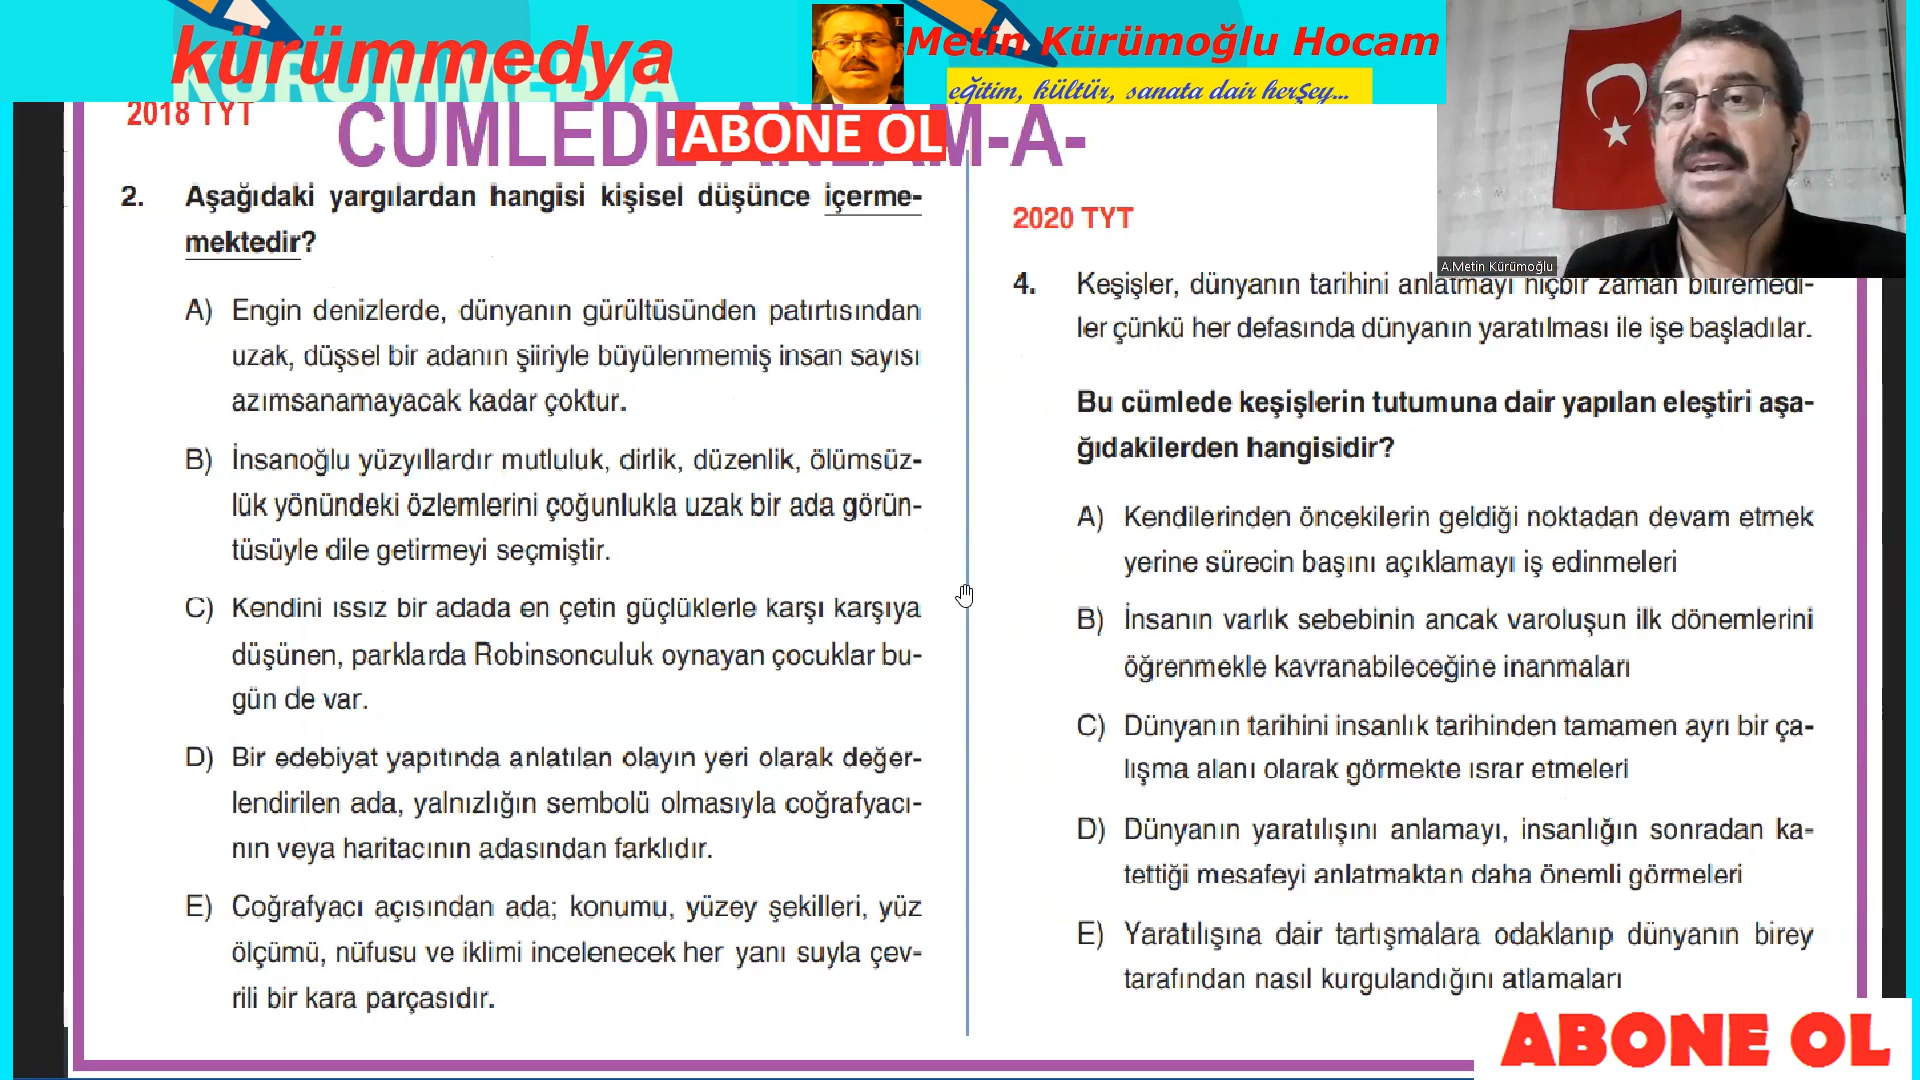 kürümmedya
KURUMMEDIA
Metin Kürümoğlu Hocam
eğitim, kültür, sanata dair herşey...
A.Metin Kürümoğlu
2018 TYT
ABONE OL
2. Aşağıdaki yargılardan hangisi kişisel düşünce içerme-
mektedir?
A) Engin denizlerde, dünyanın gürültüsünden patırtısından
uzak, düşsel bir adanın şiiriyle büyülenmemiş insan sayısı
azımsanamayacak kadar çoktur.
B) İnsanoğlu yüzyıllardır mutluluk, dirlik, düzenlik, ölümsüz-
lük yönündeki özlemlerini çoğunlukla uzak bir ada görün-
tüsüyle dile getirmeyi seçmiştir.
C) Kendini ıssız bir adada en çetin güçlüklerle karşı karşıya
düşünen, parklarda Robinsonculuk oynayan çocuklar bu-
gün de var.
D) Bir edebiyat yapıtında anlatılan olayın yeri olarak değer-
lendirilen ada, yalnızlığın sembolü olmasıyla coğrafyacı-
nın veya haritacının adasından farklıdır.
E) Coğrafyacı açısından ada; konumu, yüzey şekilleri, yüz
ölçümü, nüfusu ve iklimi incelenecek her yanı suyla çev-
rili bir kara parçasıdır.
2020 TYT
4. Keşişler, dünyanın tarihini anlatmayı hiçbir zaman bitiremedi-
ler çünkü her defasında dünyanın yaratılması ile işe başladılar.
Bu cümlede keşişlerin tutumuna dair yapılan eleştiri aşa-
ğıdakilerden hangisidir?
A) Kendilerinden öncekilerin geldiği noktadan devam etmek
yerine sürecin başını açıklamayı iş edinmeleri
B) İnsanın varlık sebebinin ancak varoluşun ilk dönemlerini
öğrenmekle kavranabileceğine inanmaları
C) Dünyanın tarihini insanlık tarihinden tamamen ayrı bir ça-
lışma alanı olarak görmekte ısrar etmeleri
D) Dünyanın yaratılışını anlamayı, insanlığın sonradan ka-
tettiği mesafeyi anlatmaktan daha önemli görmeleri
E) Yaratılışına dair tartışmalara odaklanıp dünyanın birey
tarafından nasıl kurgulandığını atlamaları
ABONE OL